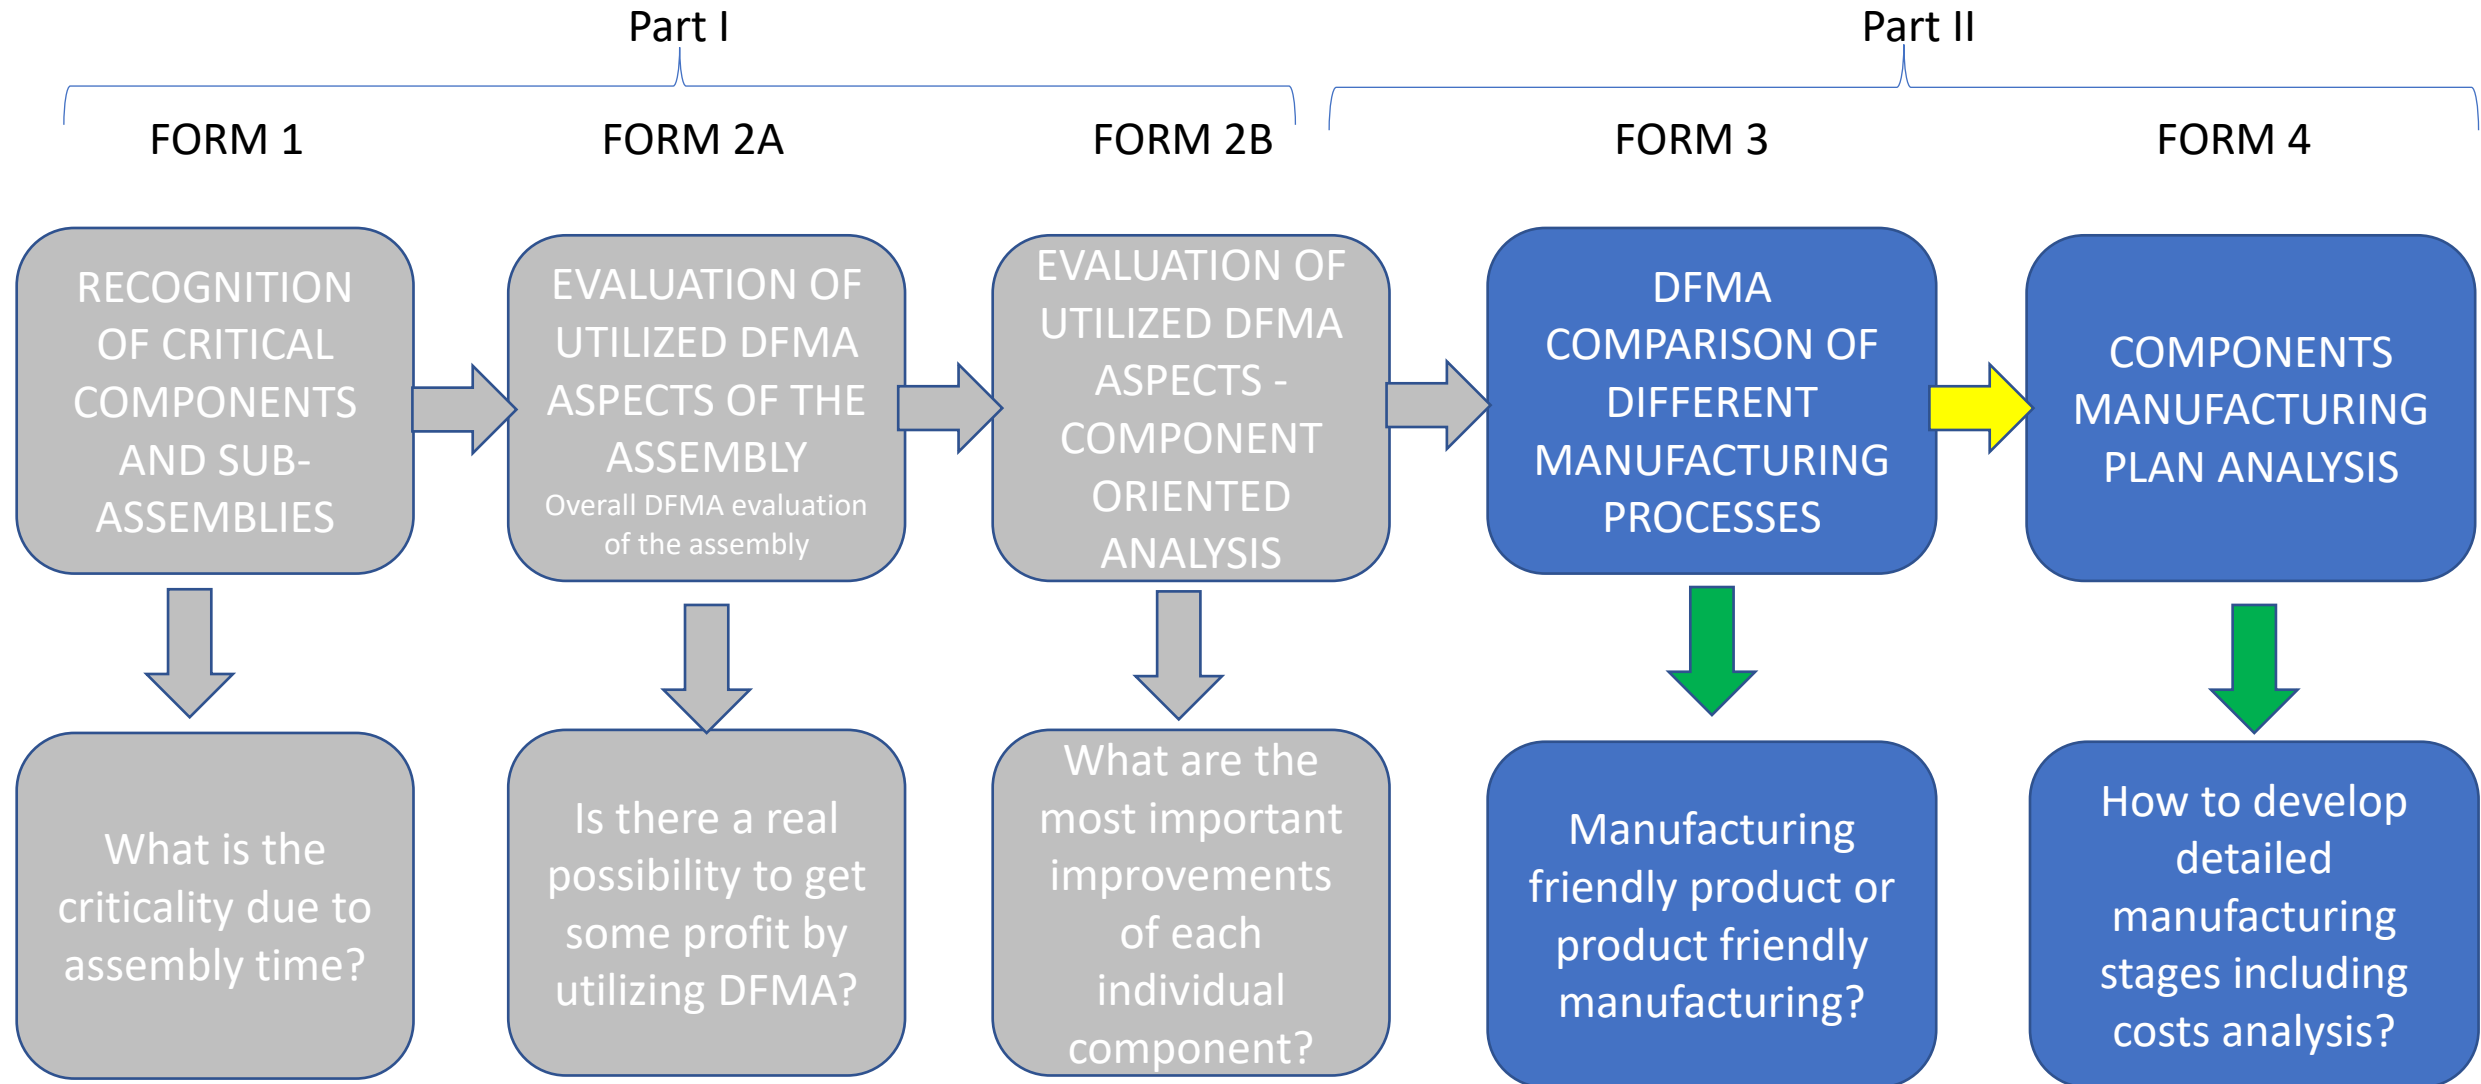 Part I
Part II
FORM 1
FORM 2A
FORM 2B
FORM 3
FORM 4
RECOGNITION
OF CRITICAL
COMPONENTS
AND SUB-
ASSEMBLIES
EVALUATION OF
UTILIZED DFMA
ASPECTS OF THE
ASSEMBLY
Overall DFMA evaluation
of the assembly
EVALUATION OF
UTILIZED DFMA
ASPECTS -
COMPONENT
ORIENTED
ANALYSIS
DFMA
COMPARISON OF
DIFFERENT
MANUFACTURING
PROCESSES
COMPONENTS
MANUFACTURING
PLAN ANALYSIS
What is the
criticality due to
assembly time?
Is there a real
possibility to get
some profit by
utilizing DFMA?
What are the
most important
improvements
of each
individual
component?
Manufacturing
friendly product or
product friendly
manufacturing?
How to develop
detailed
manufacturing
stages including
costs analysis?